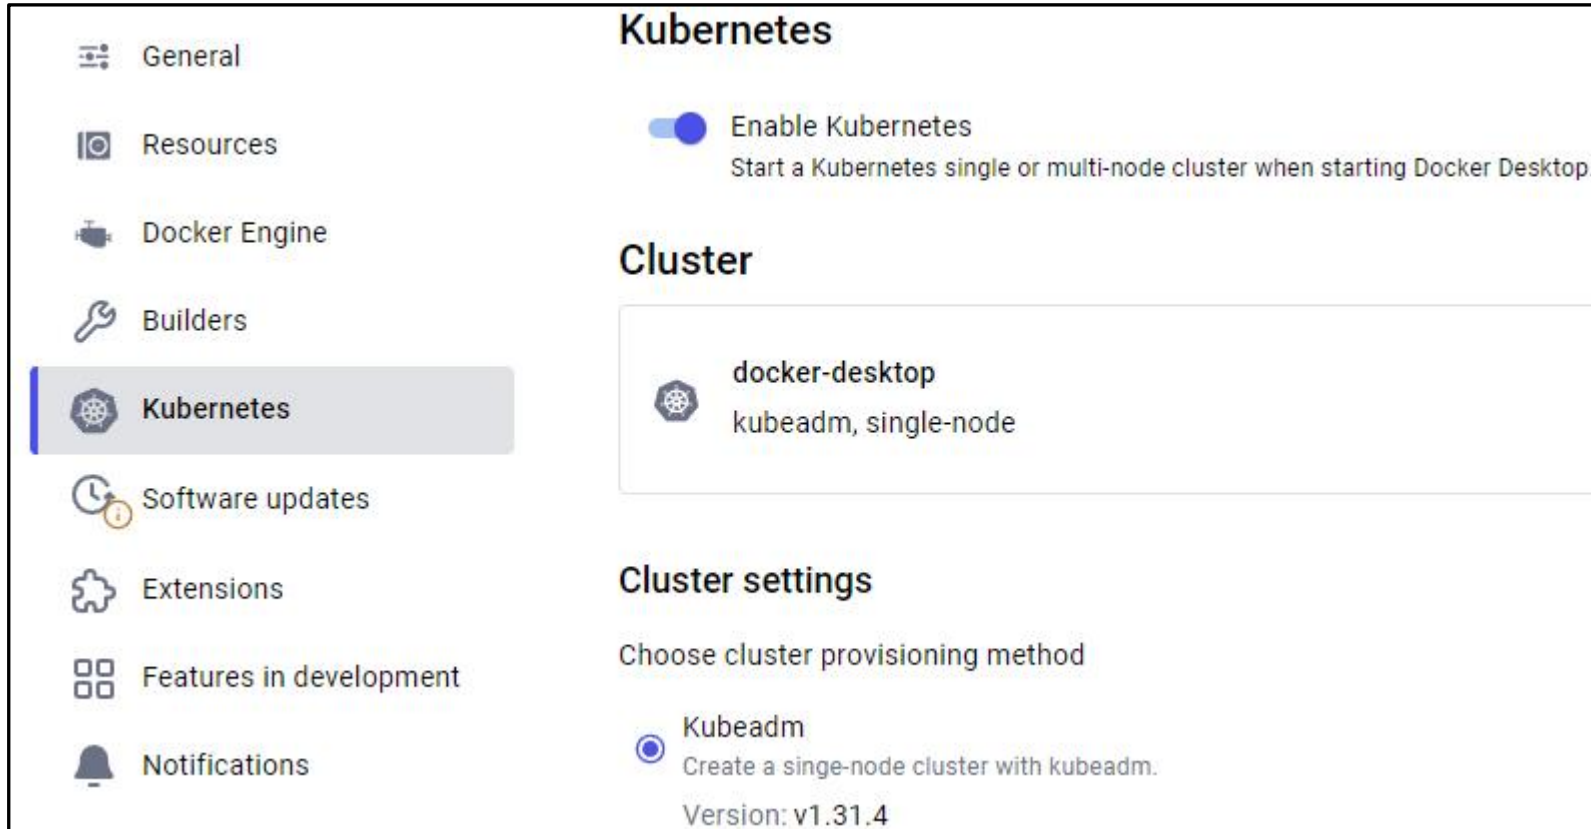 General
Resources
Docker Engine
Builders
Kubernetes
Software updates
Extensions
Features in development
Notifications
Kubernetes
Enable Kubernetes
Start a Kubernetes single or multi-node cluster when starting Docker Desktop.
Cluster
docker-desktop
kubeadm, single-node
Cluster settings
Choose cluster provisioning method
Kubeadm
Create a singe-node cluster with kubeadm.
Version: v1.31.4